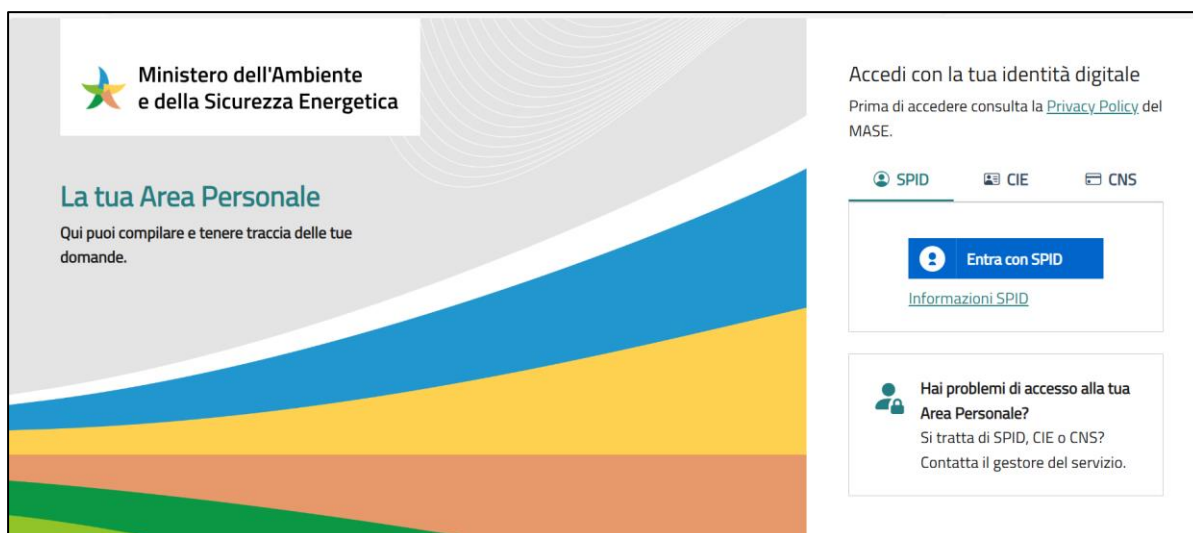 Ministero dell'Ambiente
e della Sicurezza Energetica
La tua Area Personale
Qui puoi compilare e tenere traccia delle tue
domande.
Accedi con la tua identità digitale
Prima di accedere consulta la Privacy Policy del
MASE.
SPID CIE CNS
Entra con SPID
Informazioni SPID
Hai problemi di accesso alla tua
Area Personale?
Si tratta di SPID, CIE o CNS?
Contatta il gestore del servizio.